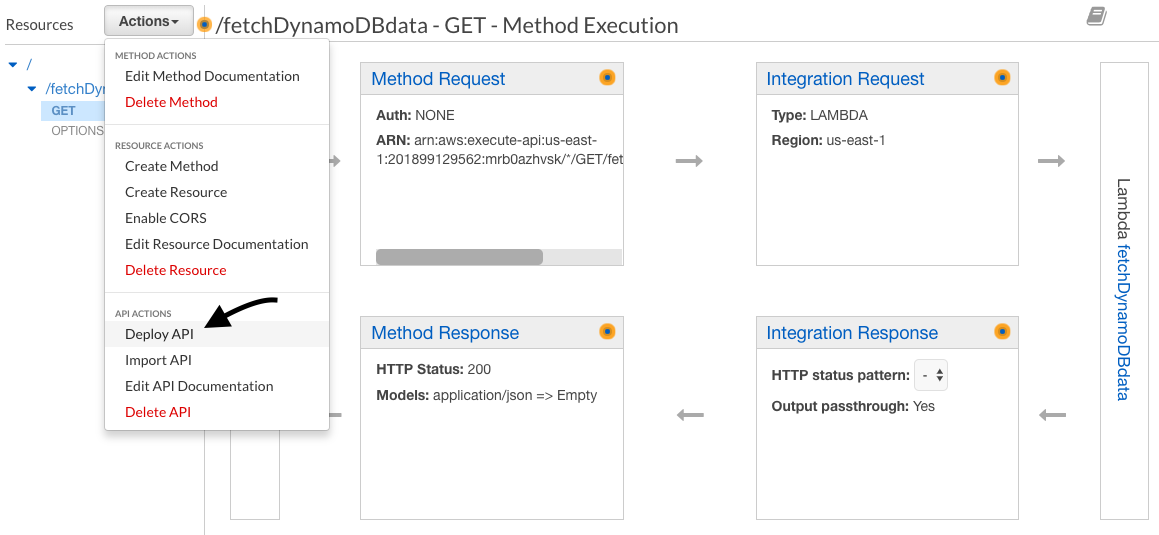 Resources
Actions
/fetchDynamoDBdata - GET - Method Execution
/
/fetchDy
GET
OPTIONS
METHOD ACTIONS
Edit Method Documentation
Delete Method
RESOURCE ACTIONS
Create Method
Create Resource
Enable CORS
Edit Resource Documentation
Delete Resource
API ACTIONS
Deploy API
Import API
Edit API Documentation
Delete API
Method Request
Auth: NONE
ARN: arn:aws:execute-api:us-east-
1:201899129562:mrb0azhvsk/*/GET/fet
Integration Request
Type: LAMBDA
Region: us-east-1
Lambda fetchDynamoDBdata
Method Response
HTTP Status: 200
Models: application/json => Empty
Integration Response
HTTP status pattern: -
Output passthrough: Yes